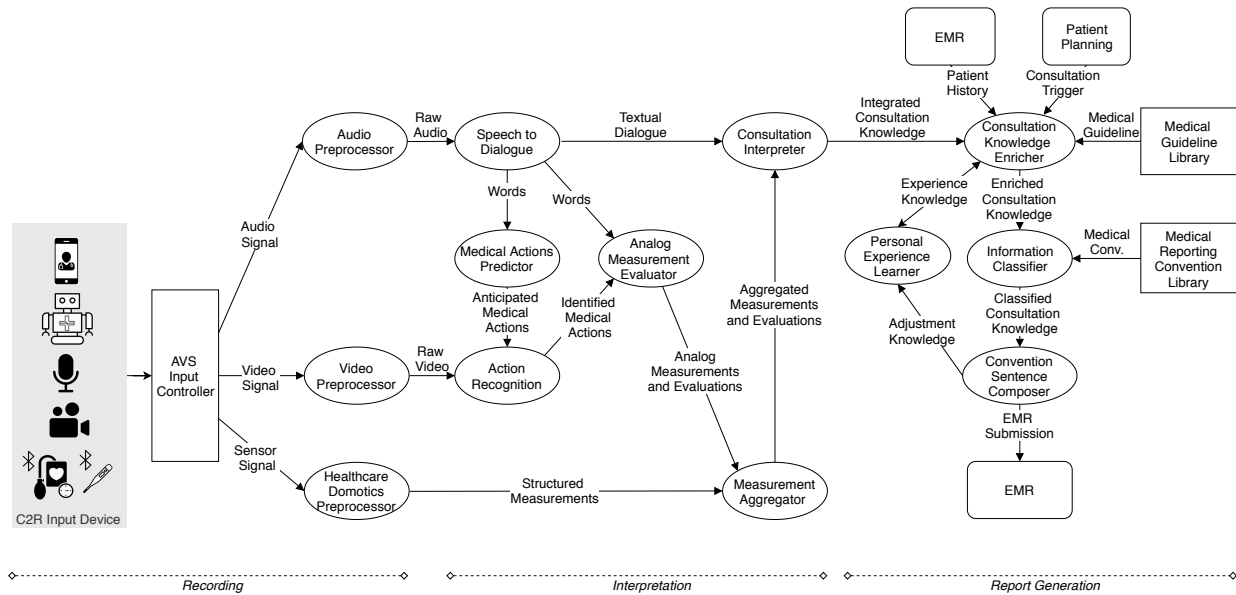 EMR
Patient
Planning
Patient
History
Consultation
Trigger
Audio
Preprocessor
Raw
Audio
Speech to
Dialogue
Textual
Dialogue
Consultation
Interpreter
Integrated
Consultation
Knowledge
Consultation
Knowledge
Enricher
Medical
Guideline
Medical
Guideline
Library
Audio
Signal
Words
Words
Experience
Knowledge
Enriched
Consultation
Knowledge
Medical Actions
Predictor
Analog
Measurement
Evaluator
Personal
Experience
Learner
Information
Classifier
Medical
Conv.
Medical
Reporting
Convention
Library
Anticipated
Medical
Actions
Identified
Medical
Actions
Aggregated
Measurements
and Evaluations
Classified
Consultation
Knowledge
Adjustment
Knowledge
AVS
Input
Controller
Video
Signal
Video
Preprocessor
Raw
Video
Action
Recognition
Analog
Measurements
and Evaluations
Convention
Sentence
Composer
EMR
Submission
Sensor
Signal
Healthcare
Domotics
Preprocessor
Structured
Measurements
Measurement
Aggregator
EMR
C2R Input Device
Recording
Interpretation
Report Generation